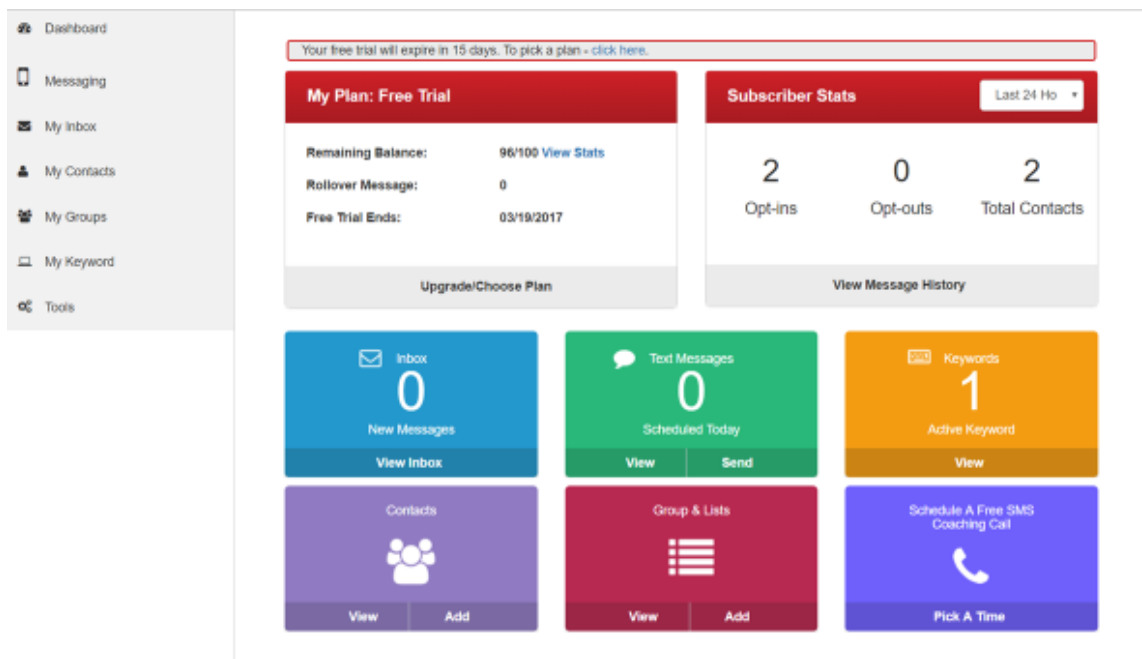 Dashboard
Messaging
My Inbox
My Contacts
My Groups
My Keyword
Tools
Your free trial will expire in 15 days. To pick a plan - click here.
My Plan: Free Trial
Remaining Balance: 96/100 View Stats
Rollover Message: 0
Free Trial Ends: 03/19/2017
Upgrade/Choose Plan
Subscriber Stats Last 24 Ho
2 0 2
Opt-ins Opt-outs Total Contacts
View Message History
Inbox
0
New Messages
View Inbox
Text Messages
0
Scheduled Today
View Send
Keywords
1
Active Keyword
View
Contacts
View Add
Group & Lists
View Add
Schedule A Free SMS
Coaching Call
Pick A Time